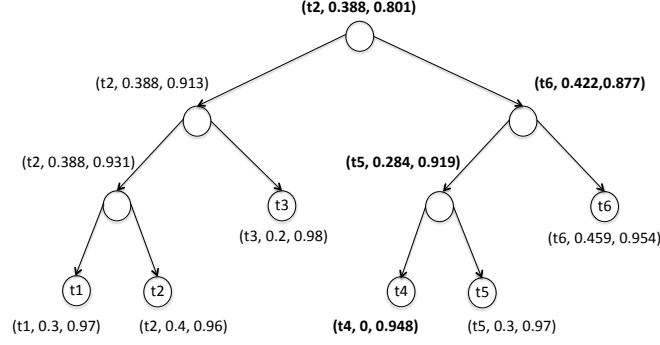 (t2, 0.388, 0.801)
(t2, 0.388, 0.913)
(t6, 0.422,0.877)
(t2, 0.388, 0.931)
(t5, 0.284, 0.919)
t3
t6
(t3, 0.2, 0.98)
(t6, 0.459, 0.954)
t1
t2
t4
t5
(t1, 0.3, 0.97)
(t2, 0.4, 0.96)
(t4, 0, 0.948)
(t5, 0.3, 0.97)